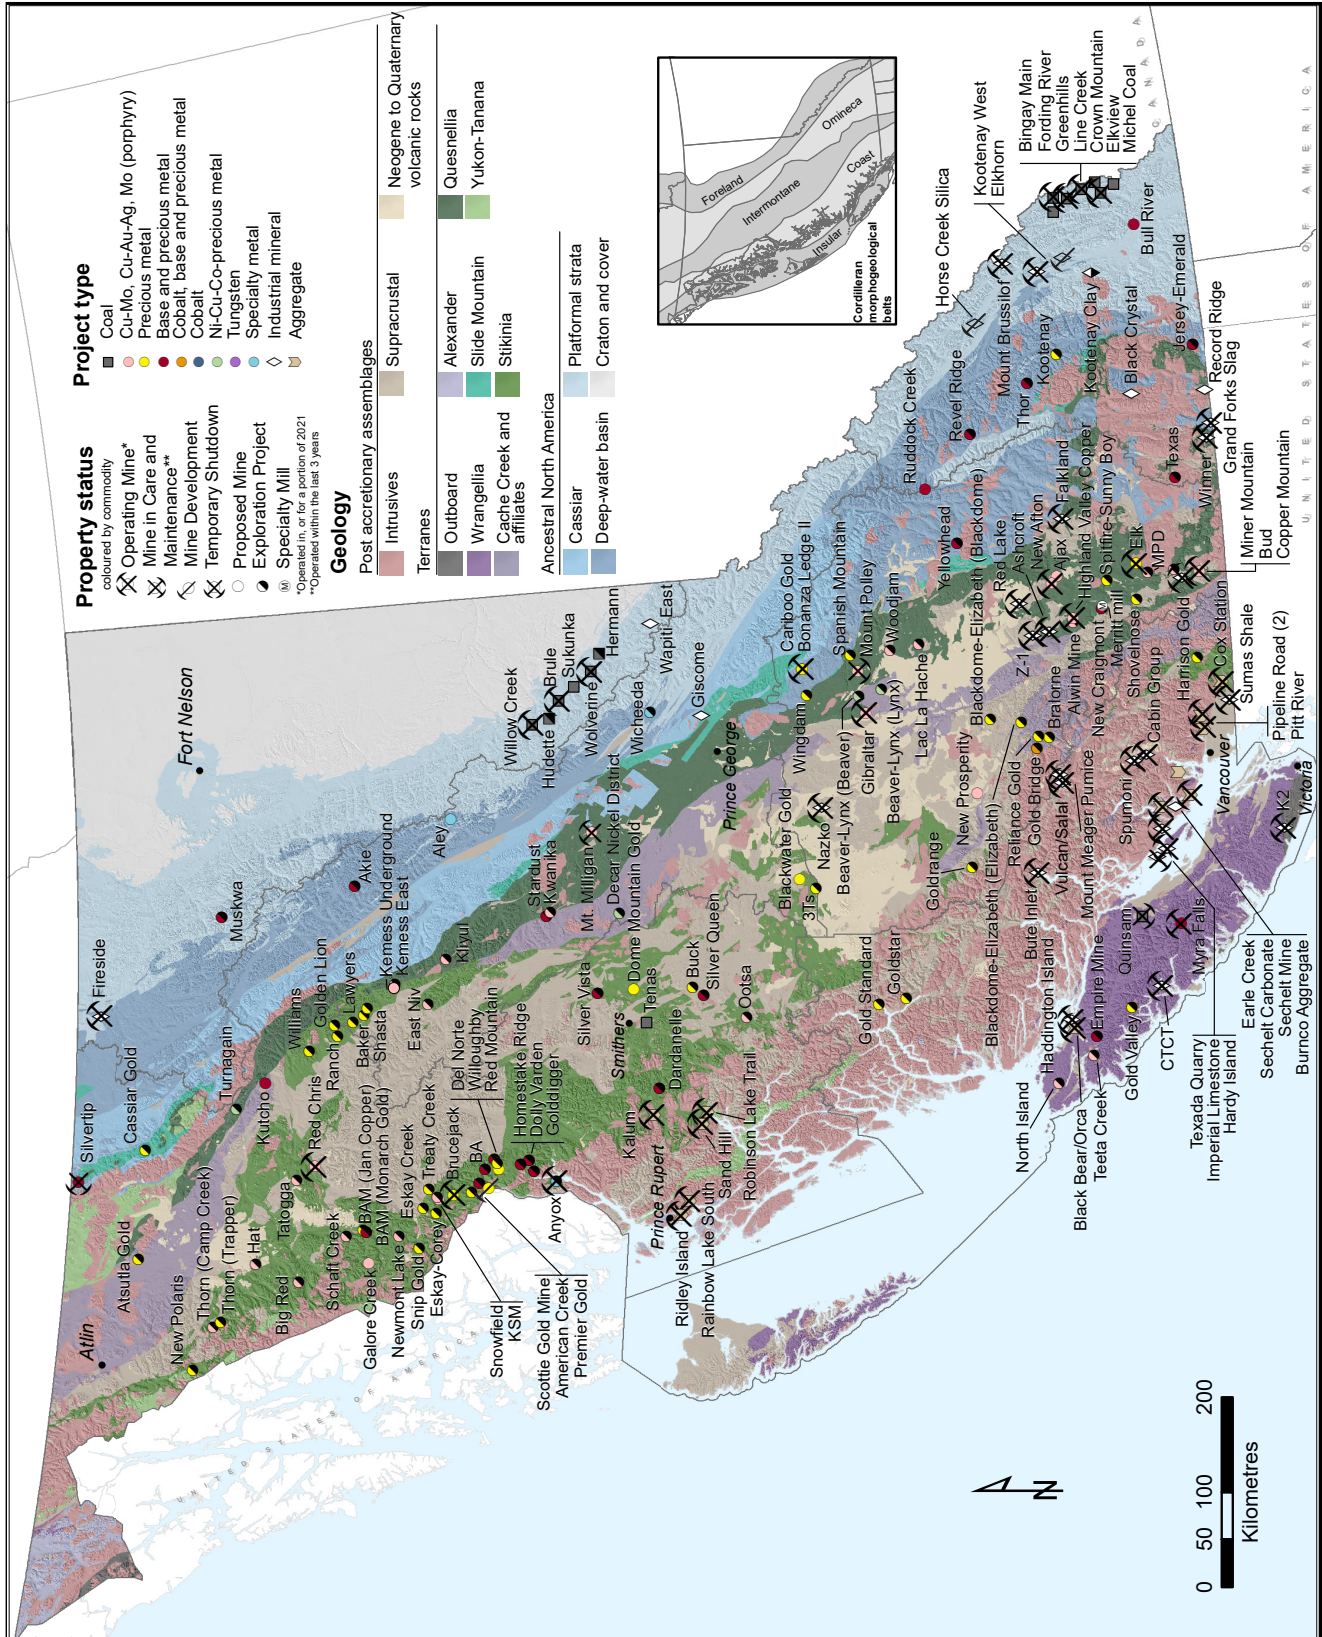 Property status
coloured by commodity
Operating Mine*
Mine in Care and
Maintenance**
Mine Development
Temporary Shutdown
Proposed Mine
Exploration Project
M
Specialty Mill
*Operated in, or for a portion of 2021
**Operated within the last 3 years
Project type
Coal
Cu-Mo, Cu-Au-Ag, Mo (porphyry)
Precious metal
Base and precious metal
Cobalt, base and precious metal
Cobalt
Ni-Cu-Co-precious metal
Tungsten
Specialty metal
Industrial mineral
Aggregate
Geology
Post accretionary assemblages
Intrusives
Supracrustal
Neogene to Quaternary
volcanic rocks
Terranes
Outboard
Wrangellia
Cache Creek and
affiliates
Alexander
Slide Mountain
Stikinia
Quesnellia
Yukon-Tanana
Ancestral North America
Cassiar
Deep-water basin
Platformal strata
Craton and cover
Foreland
Omineca
Intermontane
Coast
Insular
Cordilleran
morphogeological
belts
Atlin
Silvertip
Fireside
Fort Nelson
Cassiar Gold
Atsutla Gold
Muskwa
New Polaris
Thorn (Camp Creek)
Thorn (Trapper)
Turnagain
Kutcho
Williams
Golden Lion
Lawyers
Ranch
Baker
Shasta
Kemess Underground
Kemess East
Akie
Aley
Big Red
Hat
Tatogga
Red Chris
East Niv
Kliyul
Schaft Creek
BAM (Jan Copper)
BAM (Monarch Gold)
Galore Creek
Newmont Lake
Snip Gold
Eskay-Corey
Eskay Creek
Treaty Creek
Brucejack
Del Norte
Willoughby
Red Mountain
BA
Snowfield
KSM
Homestake Ridge
Dolly Varden
Golddigger
Scottie Gold Mine
American Creek
Premier Gold
Anyox
Stardust
Kwanika
Mt. Milligan
Decar Nickel District
Dome Mountain Gold
Silver Vista
Smithers
Tenas
Buck
Silver Queen
Dardanelle
Ootsa
Kalum
Prince Rupert
Ridley Island
Rainbow Lake South
Sand Hill
Robinson Lake Trail
Willow Creek
Hudette
Brule
Sukunka
Hermann
Wolverine
Wapiti-East
Wicheeda
Giscome
Prince George
Cariboo Gold
Bonanza Ledge II
Wingdam
Spanish Mountain
Mount Polley
Woodjam
Blackwater Gold
3Ts
Nazko
Beaver-Lynx (Beaver)
Gibraltar
Beaver-Lynx (Lynx)
Lac La Hache
Ruddock Creek
Yellowhead
Revel Ridge
Horse Creek Silica
Goldrange
New Prosperity
Blackdome-Elizabeth (Blackdome)
Blackdome-Elizabeth (Elizabeth)
Reliance Gold
Gold Bridge
Bralorne
Gold Standard
Goldstar
Bute Inlet
Vulcan/Salal
Mount Meager Pumice
Red Lake
Ashcroft
New Afton
Ajax
Falkland
Highland Valley Copper
Spitfire-Sunny Boy
Z-1
Alwin Mine
New Craigmont
M
Merritt mill
Shovelnose
Elk
MPD
Harrison Gold
Cabin Group
Cox Station
Sumas Shale
Spumoni
Pipeline Road (2)
Pitt River
Vancouver
Victoria
K2
Miner Mountain
Bud
Copper Mountain
Mount Brussilof
Thor
Kootenay
Kootenay West
Elkhorn
Kootenay Clay
Black Crystal
Jersey-Emerald
Record Ridge
Grand Forks Slag
Winner
Texas
Bull River
Bingay Main
Fording River
Greenhills
Line Creek
Crown Mountain
Elkview
Michel Coal
North Island
Haddington Island
Black Bear/Orca
Teeta Creek
Empire Mine
Gold Valley
Quinsam
CTCT
Myra Falls
Texada Quarry
Imperial Limestone
Hardy Island
Earle Creek
Sechelt Carbonate
Sechelt Mine
Burnco Aggregate
UNITED STATES OF AMERICA
UNITED STATES OF AMERICA
CANADA
N
0 50 100 200
Kilometres